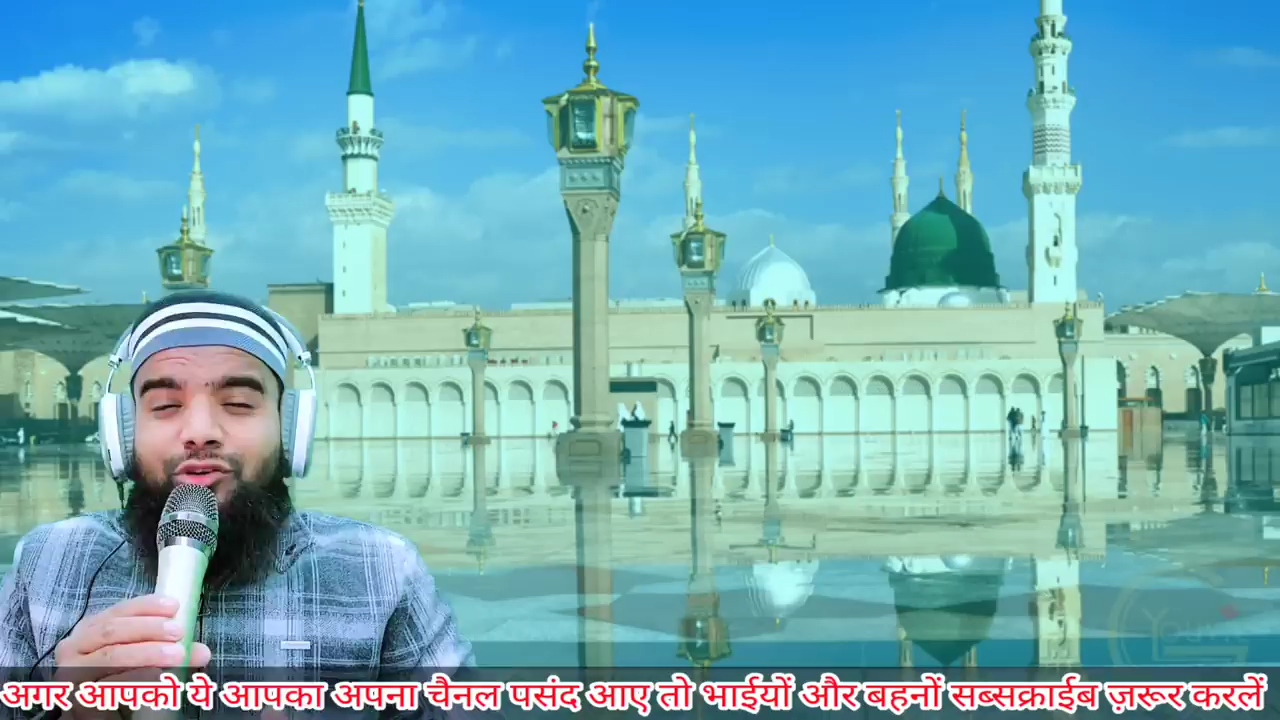 अगर आपको ये आपका अपना चैनल पसंद आए तो भाईयों और बहनों सब्सक्राईब ज़रूर करलें